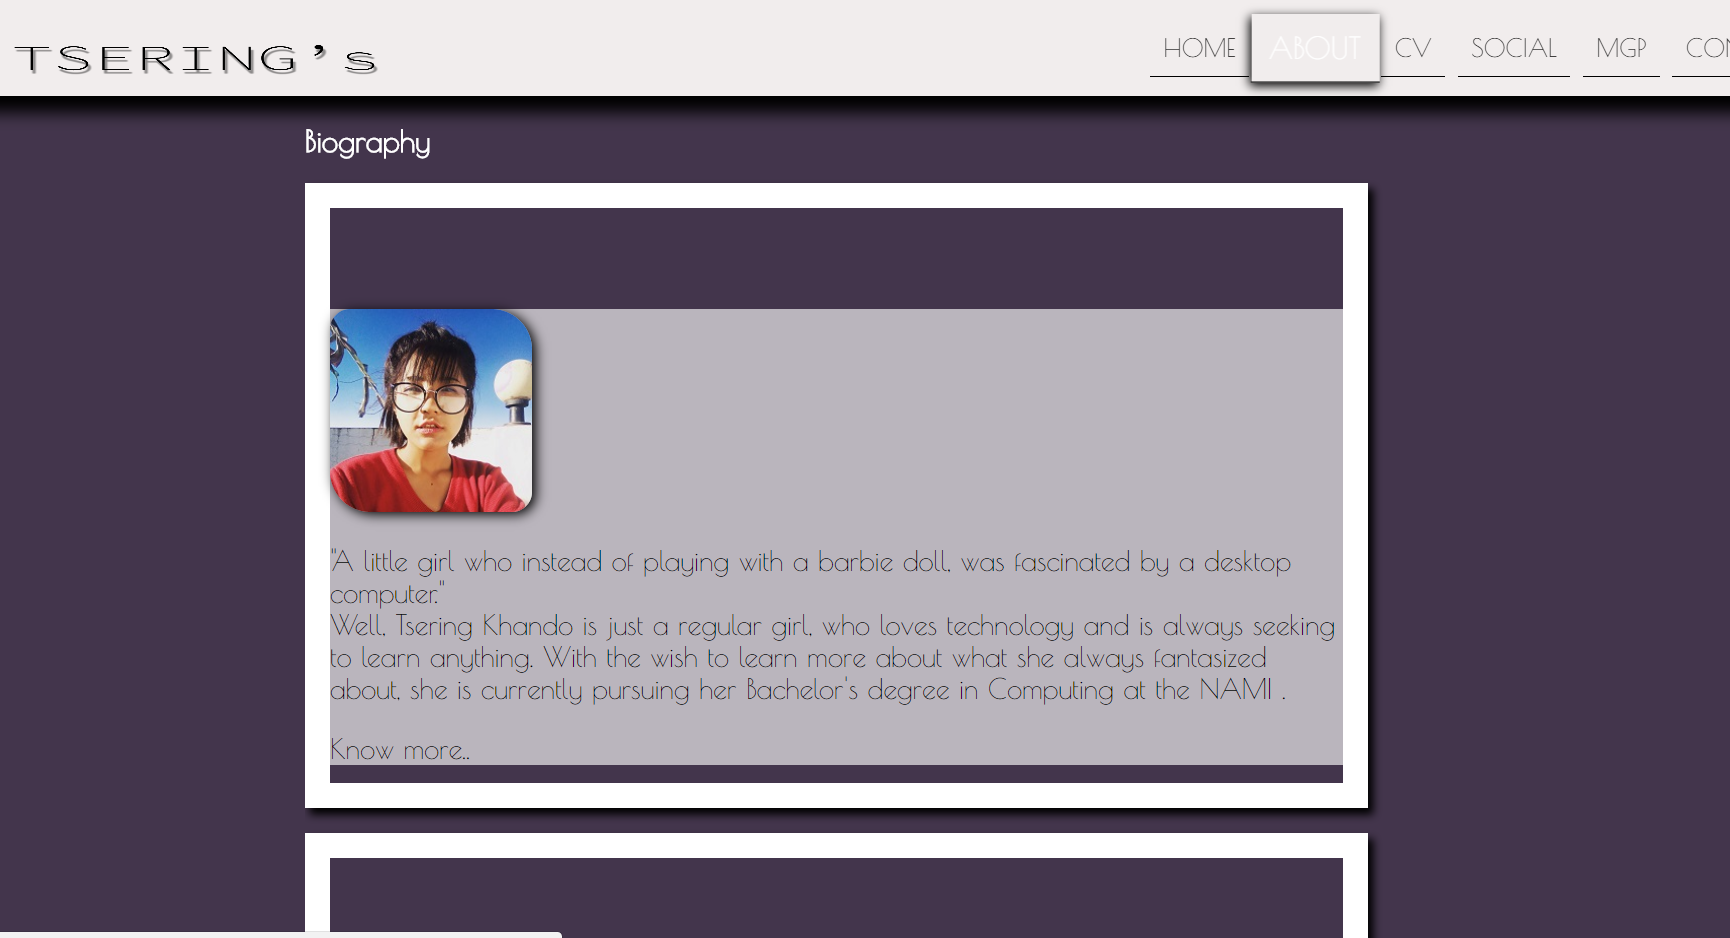 TSERING's
HOME ABOUT CV SOCIAL MGP CON
Biography
"A little girl who instead of playing with a barbie doll, was fascinated by a desktop
computer."
Well, Tsering Khando is just a regular girl, who loves technology and is always seeking
to learn anything. With the wish to learn more about what she always fantasized
about, she is currently pursuing her Bachelor's degree in Computing at the NAMI .
Know more..